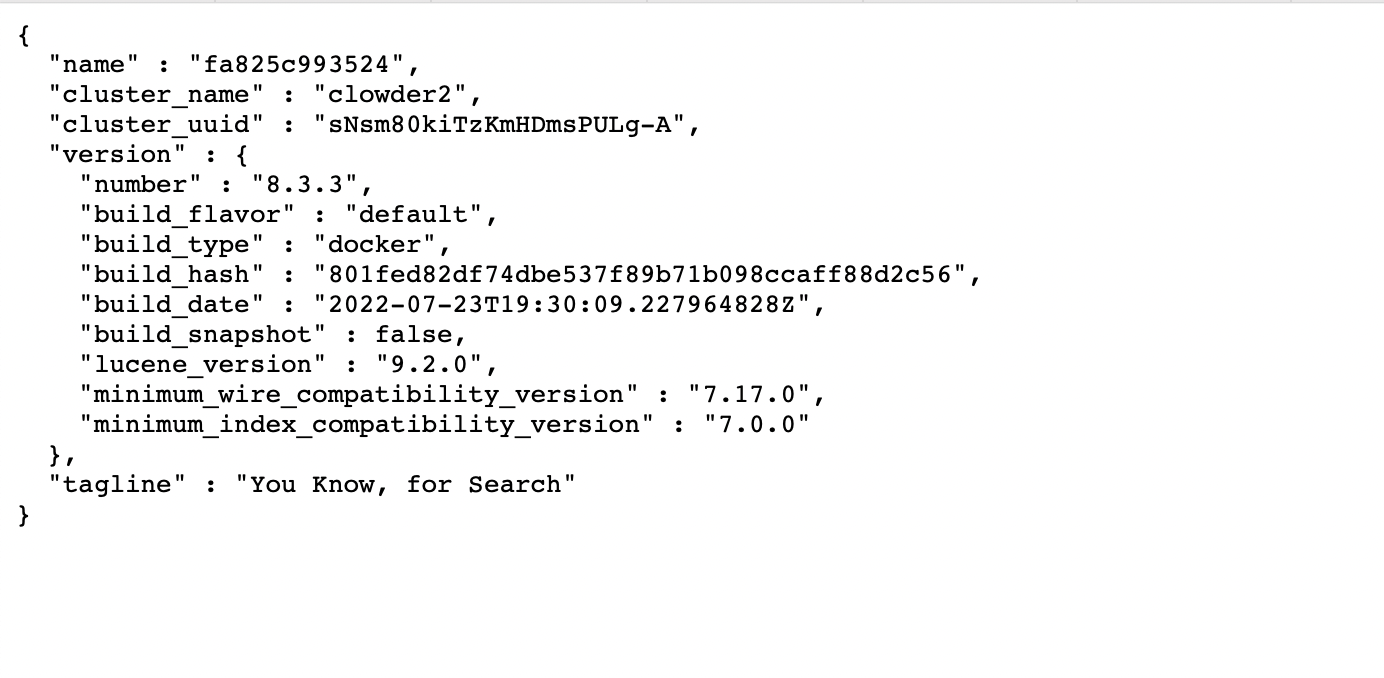 {
  "name" : "fa825c993524",
  "cluster_name" : "clowder2",
  "cluster_uuid" : "sNsm80kiTzKmHDmsPULg-A",
  "version" : {
    "number" : "8.3.3",
    "build_flavor" : "default",
    "build_type" : "docker",
    "build_hash" : "801fed82df74dbe537f89b71b098ccaff88d2c56",
    "build_date" : "2022-07-23T19:30:09.227964828Z",
    "build_snapshot" : false,
    "lucene_version" : "9.2.0",
    "minimum_wire_compatibility_version" : "7.17.0",
    "minimum_index_compatibility_version" : "7.0.0"
  },
  "tagline" : "You Know, for Search"
}